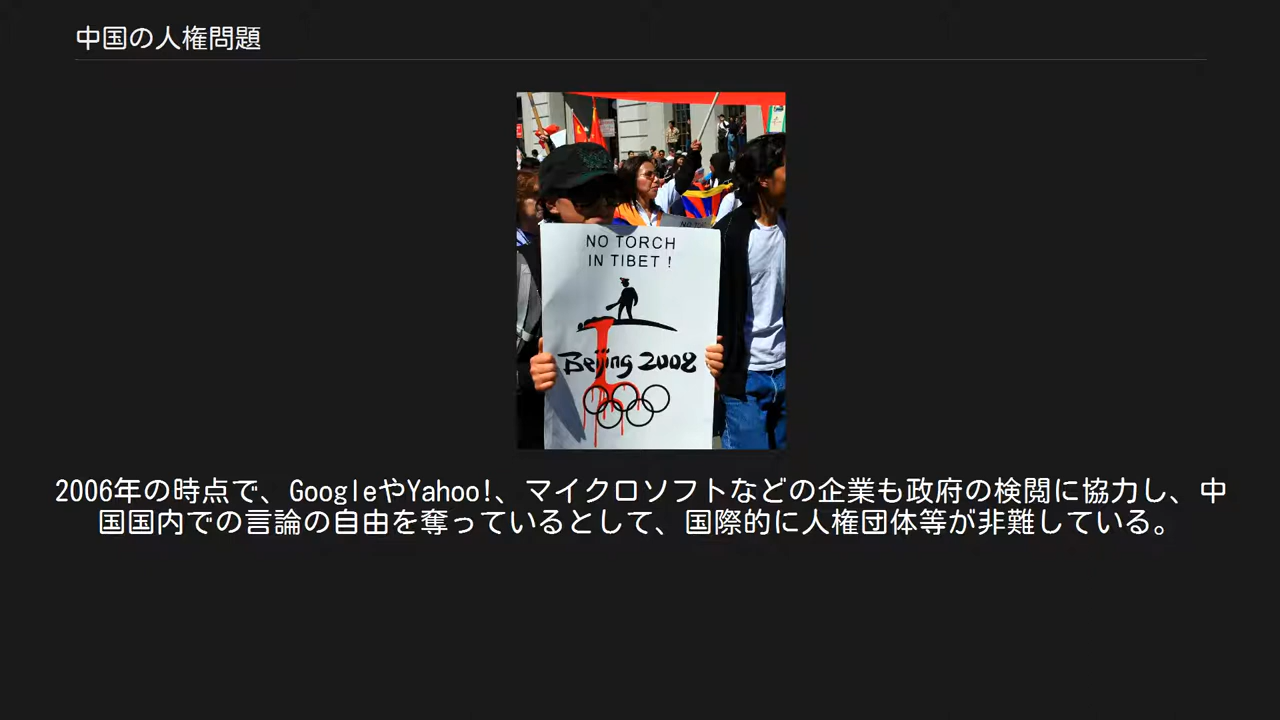 中国の人権問題
NO TORCH
IN TIBET !
Beijing 2008
2006年の時点で、GoogleやYahoo!、マイクロソフトなどの企業も政府の検閲に協力し、中
国国内での言論の自由を奪っているとして、国際的に人権団体等が非難している。